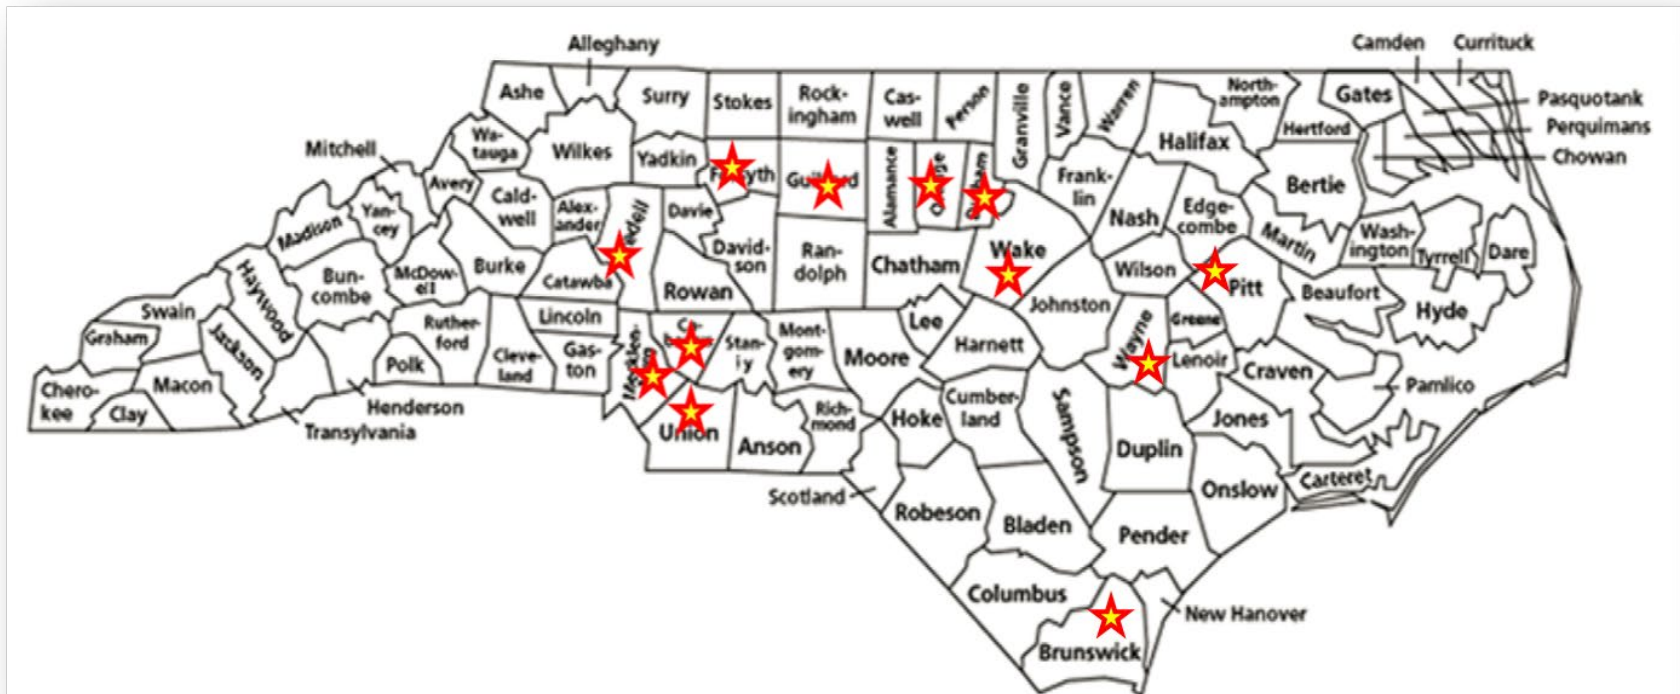 Alleghany
Camden
Currituck
Ashe
Surry
Stokes
Rock-
ingham
Cas-
well
Person
Granville
Vance
Warren
North-
ampton
Gates
Pasquotank
Perquimans
Chowan
Hertford
Halifax
Mitchell
Wa-
tauga
Wilkes
Yadkin
Alamance
Frank-
lin
Bertie
Avery
Cald-
well
Alex-
ander
Davie
Nash
Edge-
combe
Martin
Wash-
ington
Tyrrell
Dare
Madison
Yan-
cey
Haywood
Bun-
combe
McDow-
ell
Burke
Catawba
David-
son
Ran-
dolph
Chatham
Wake
Wilson
Pitt
Beaufort
Hyde
Rowan
Johnston
Swain
Graham
Jackson
Ruther-
ford
Lincoln
Lee
Greene
Wayne
Polk
Cleve-
land
Gas-
ton
Stan-
ly
Mont-
gom-
ery
Moore
Harnett
Lenoir
Craven
Pamlico
Chero-
kee
Macon
Clay
Henderson
Transylvania
Union
Anson
Rich-
mond
Hoke
Cumber-
land
Sampson
Duplin
Jones
Carteret
Onslow
Scotland
Robeson
Bladen
Pender
Columbus
New Hanover
Brunswick